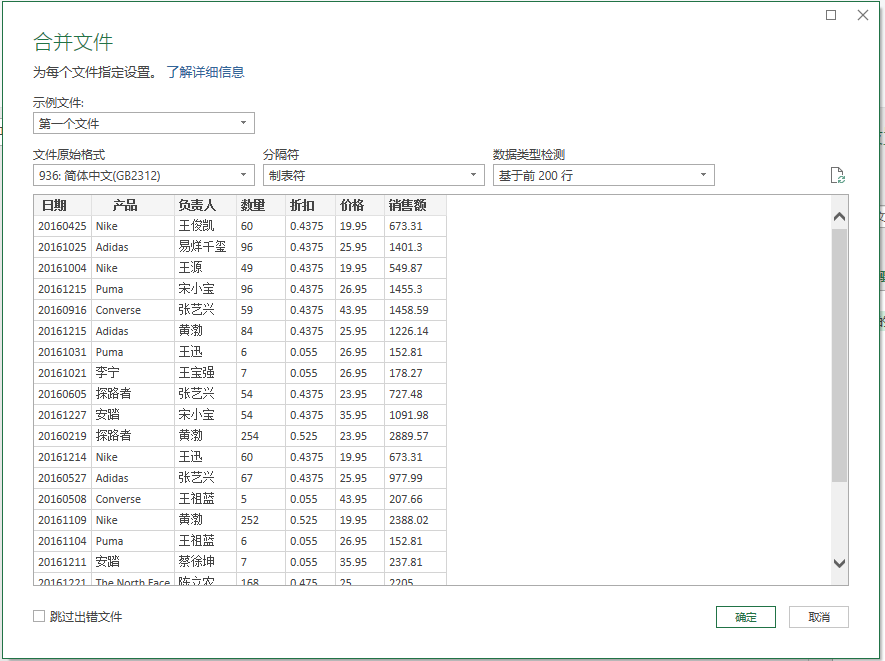 合并文件
为每个文件指定设置。 了解详细信息
示例文件:
第一个文件
文件原始格式 分隔符 数据类型检测
936: 简体中文(GB2312) 制表符 基于前 200 行
日期 产品 负责人 数量 折扣 价格 销售额
20160425 Nike 王俊凯 60 0.4375 19.95 673.31
20161025 Adidas 易烊千玺 96 0.4375 25.95 1401.3
20161004 Nike 王源 49 0.4375 19.95 549.87
20161215 Puma 宋小宝 96 0.4375 26.95 1455.3
20160916 Converse 张艺兴 59 0.4375 43.95 1458.59
20161215 Adidas 黄渤 84 0.4375 25.95 1226.14
20161031 Puma 王迅 6 0.055 26.95 152.81
20161021 李宁 王宝强 7 0.055 26.95 178.27
20160605 探路者 张艺兴 54 0.4375 23.95 727.48
20161227 安踏 宋小宝 54 0.4375 35.95 1091.98
20160219 探路者 黄渤 254 0.525 23.95 2889.57
20161214 Nike 王迅 60 0.4375 19.95 673.31
20160527 Adidas 张艺兴 67 0.4375 25.95 977.99
20160508 Converse 王祖蓝 5 0.055 43.95 207.66
20161109 Nike 黄渤 252 0.525 19.95 2388.02
20161104 Puma 王祖蓝 6 0.055 26.95 152.81
20161211 安踏 蔡徐坤 7 0.055 35.95 237.81
20161221 The North Face 陈立农 168 0.475 25 2205
跳过出错文件
确定 取消